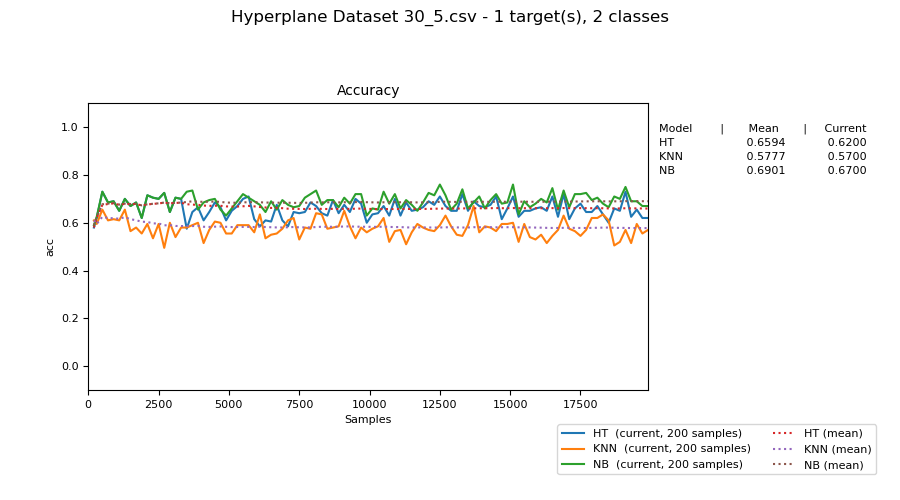 Hyperplane Dataset 30_5.csv - 1 target(s), 2 classes
Accuracy
Model | Mean | Current
HT 0.6594 0.6200
KNN 0.5777 0.5700
NB 0.6901 0.6700
acc
1.0
0.8
0.6
0.4
0.2
0.0
0 2500 5000 7500 10000 12500 15000 17500
Samples
HT (current, 200 samples) HT (mean)
KNN (current, 200 samples) KNN (mean)
NB (current, 200 samples) NB (mean)